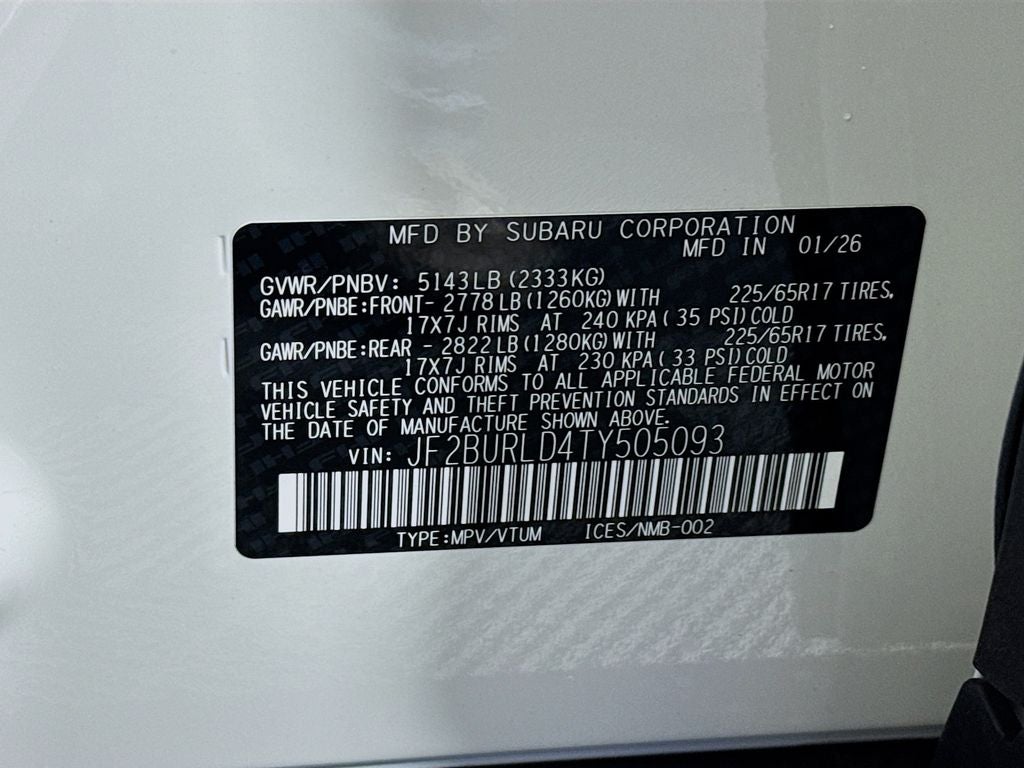 MFD BY SUBARU CORPORATION
MFD IN 01/26
GVWR/PNBV: 5143LB(2333KG)
GAWR/PNBE:FRONT- 2778LB(1260KG)WITH 225/65R17 TIRES,
17X7J RIMS AT 240 KPA( 35 PSI)COLD
GAWR/PNBE:REAR - 2822LB(1280KG)WITH 225/65R17 TIRES,
17X7J RIMS AT 230 KPA( 33 PSI)COLD
THIS VEHICLE CONFORMS TO ALL APPLICABLE FEDERAL MOTOR
VEHICLE SAFETY AND THEFT PREVENTION STANDARDS IN EFFECT ON
THE DATE OF MANUFACTURE SHOWN ABOVE.
VIN: JF2BURLD4TY505093
TYPE:MPV/VTUM ICES/NMB-002